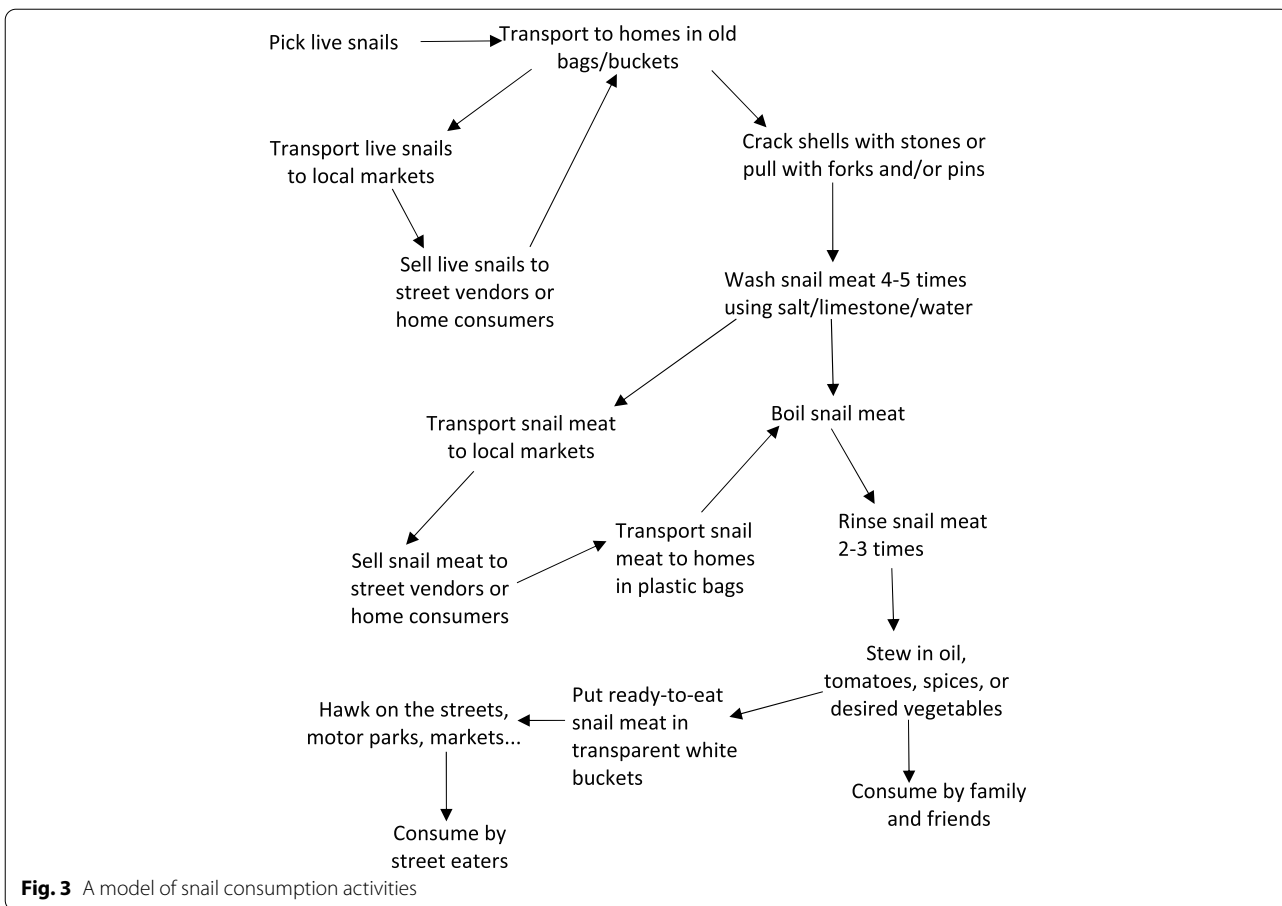 Pick live snails
Transport to homes in old
bags/buckets
Transport live snails
to local markets
Crack shells with stones or
pull with forks and/or pins
Sell live snails to
street vendors or
home consumers
Wash snail meat 4-5 times
using salt/limestone/water
Transport snail meat
to local markets
Boil snail meat
Sell snail meat to
street vendors or
home consumers
Transport snail
meat to homes
in plastic bags
Rinse snail meat
2-3 times
Stew in oil,
tomatoes, spices, or
desired vegetables
Put ready-to-eat
snail meat in
transparent white
buckets
Hawk on the streets,
motor parks, markets...
Consume by family
and friends
Consume by
street eaters
Fig. 3 A model of snail consumption activities